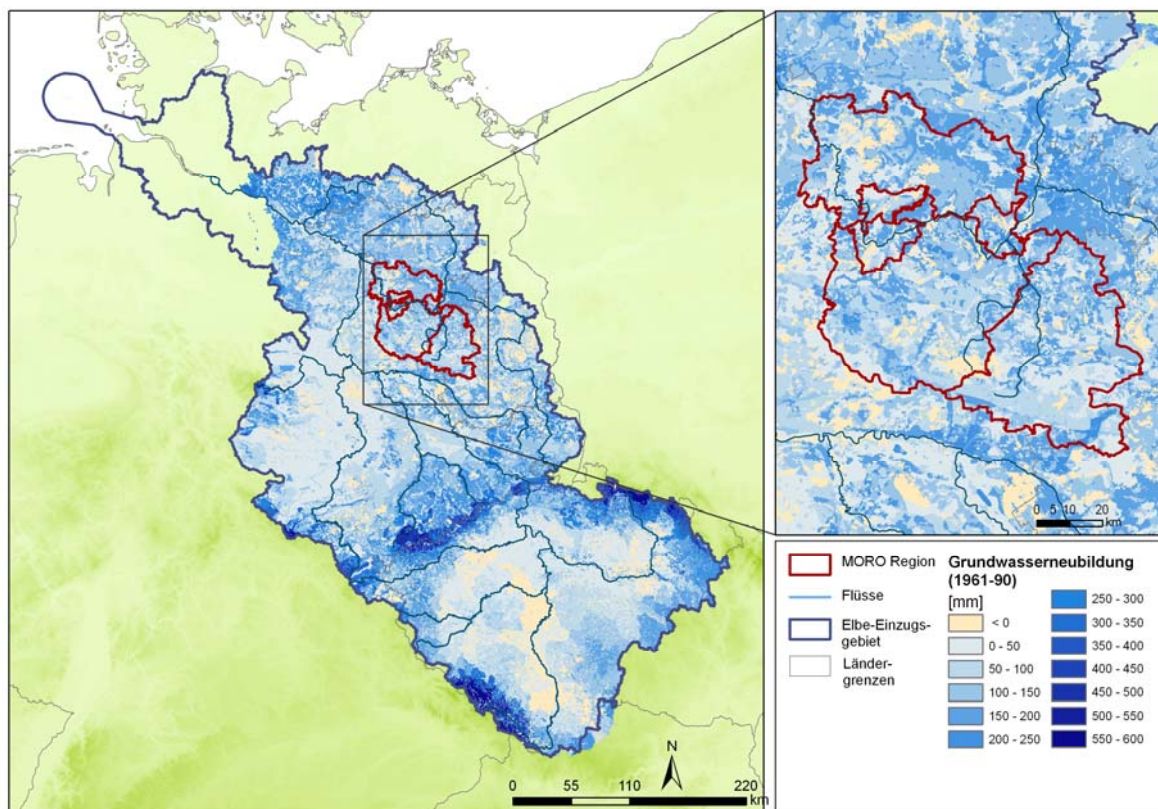 0 5 10 20
km
N
0 55 110 220
km
MORO Region
Flüsse
Elbe-Einzugs-
gebiet
Länder-
grenzen
Grundwasserneubildung
(1961-90)
[mm]
< 0
0 - 50
50 - 100
100 - 150
150 - 200
200 - 250
250 - 300
300 - 350
350 - 400
400 - 450
450 - 500
500 - 550
550 - 600